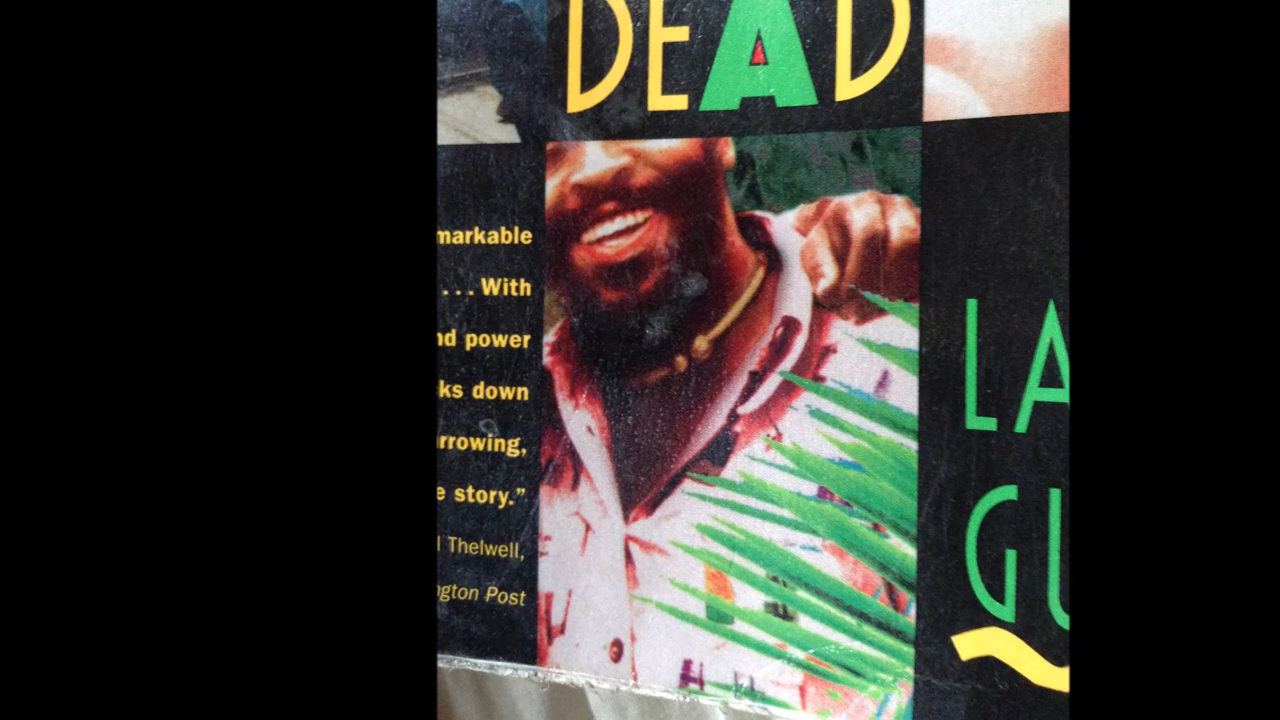 DEAD
markable
... With
nd power
ks down
rrowing,
e story."
l Thelwell,
ngton Post
LA
GU